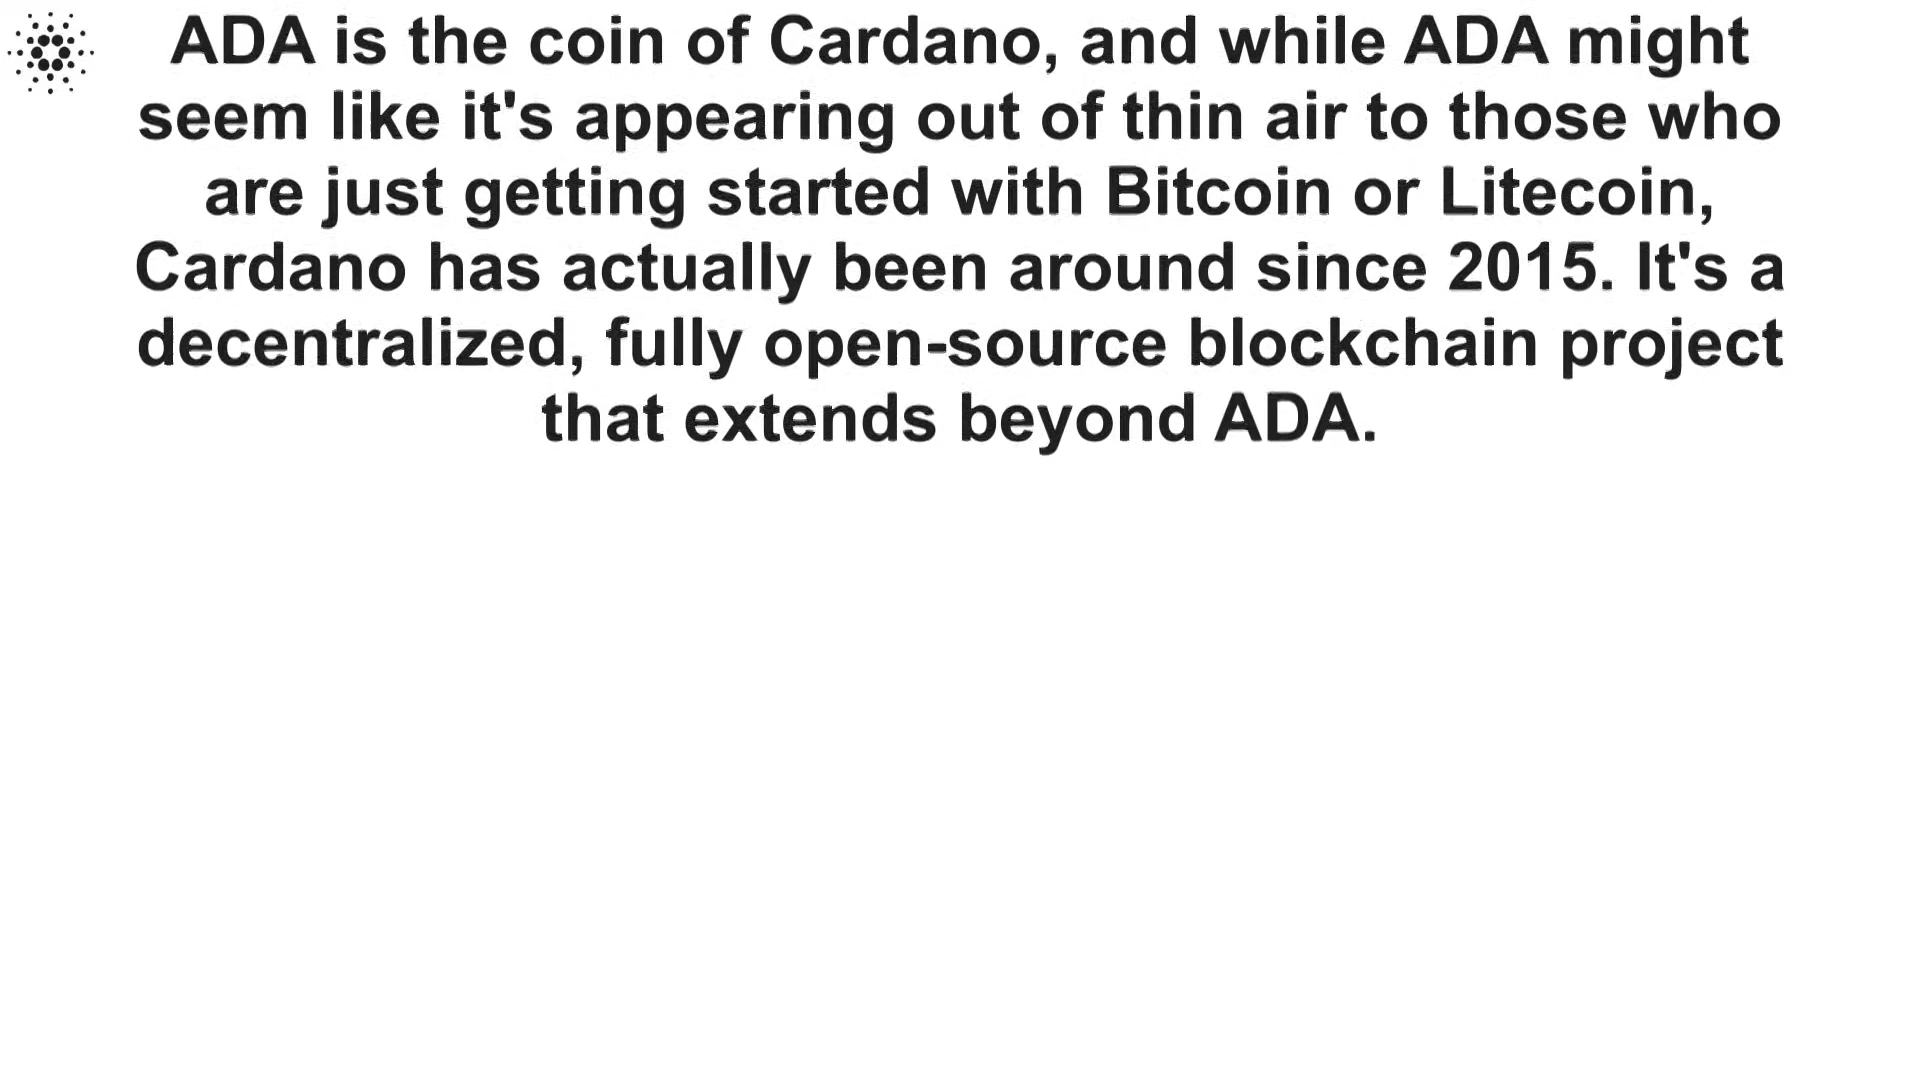 ADA is the coin of Cardano, and while ADA might
seem like it's appearing out of thin air to those who
are just getting started with Bitcoin or Litecoin,
Cardano has actually been around since 2015. It's a
decentralized, fully open-source blockchain project
that extends beyond ADA.